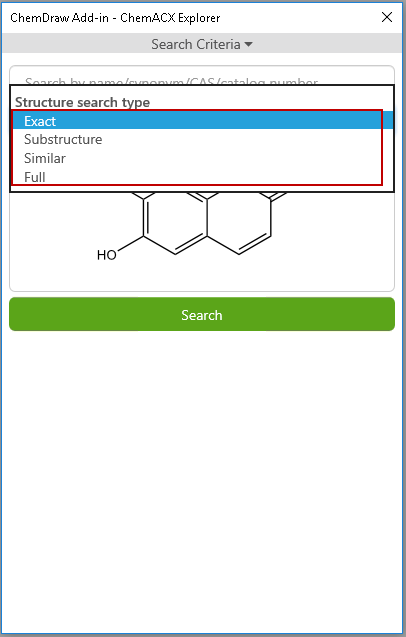 ChemDraw Add-in - ChemACX Explorer
Search Criteria
Search by name/synonym/CAS/catalog number
Structure search type
Exact
Substructure
Similar
Full
HO
Search